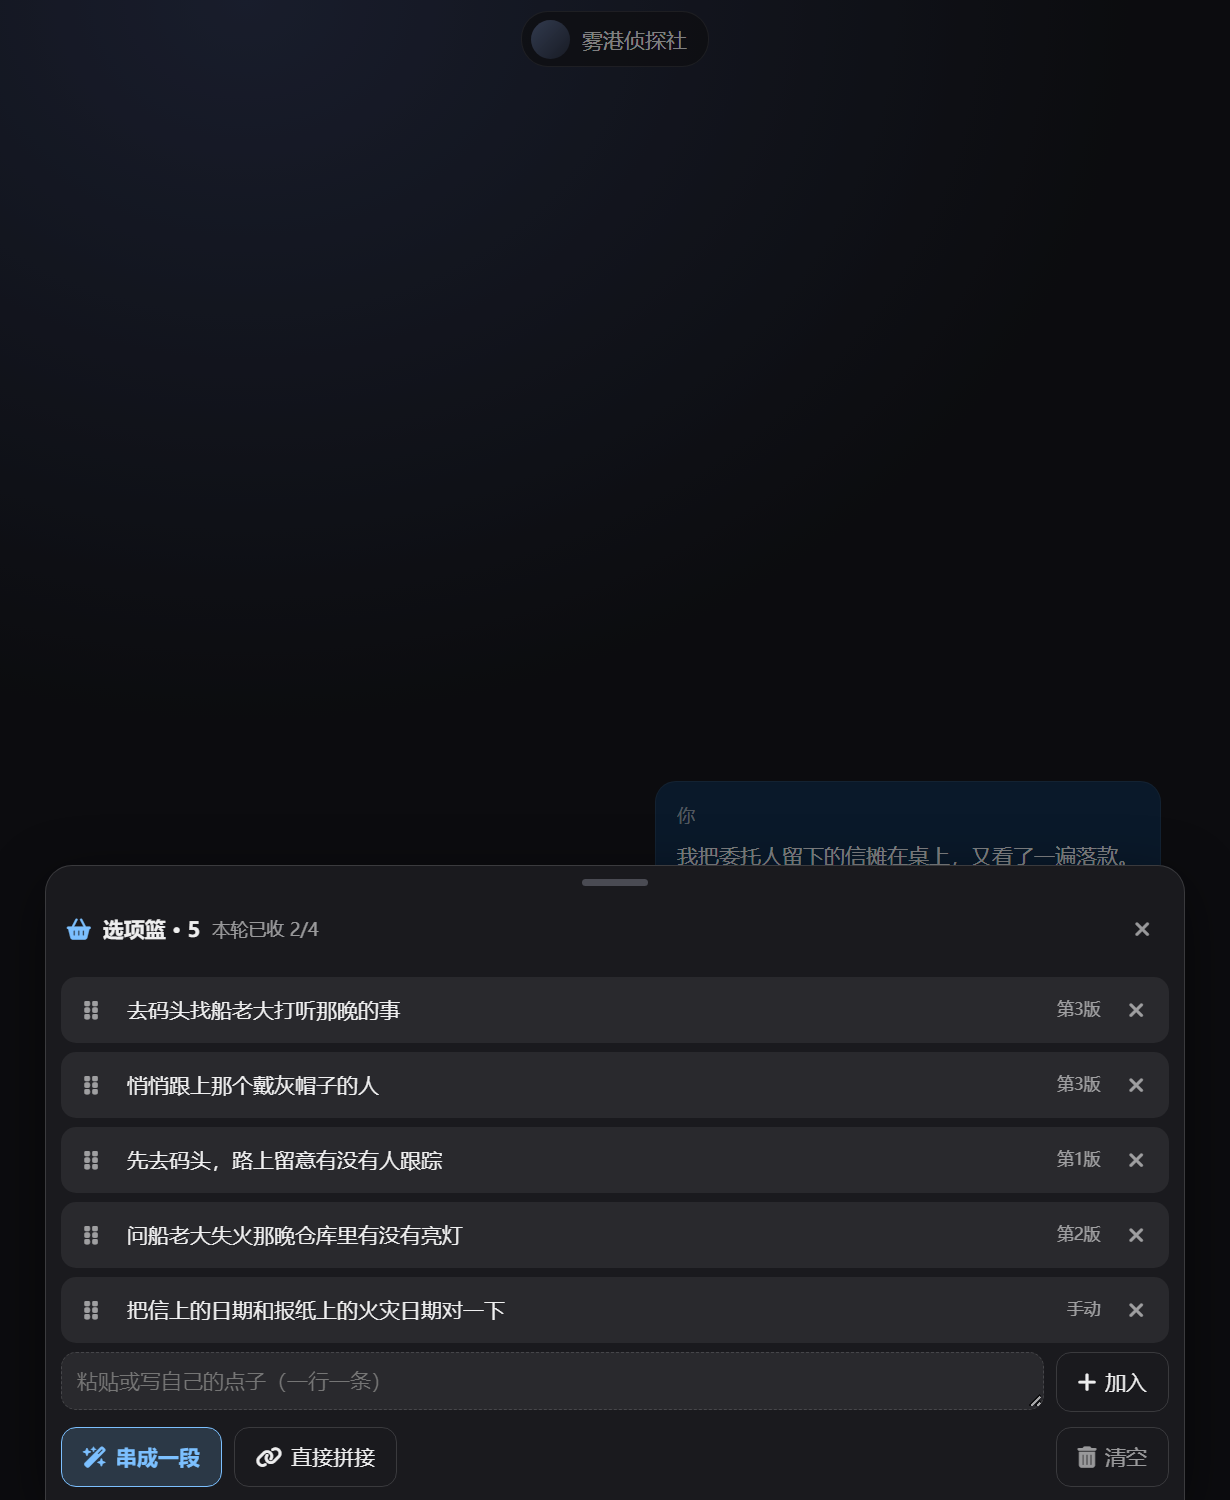 雾港侦探社
你
我把委托人留下的信摊在桌上，又看了一遍落款。
选项篮 • 5 本轮已收 2/4
去码头找船老大打听那晚的事 第3版
悄悄跟上那个戴灰帽子的人 第3版
先去码头，路上留意有没有人跟踪 第1版
问船老大失火那晚仓库里有没有亮灯 第2版
把信上的日期和报纸上的火灾日期对一下 手动
粘贴或写自己的点子（一行一条） 加入
串成一段 直接拼接 清空